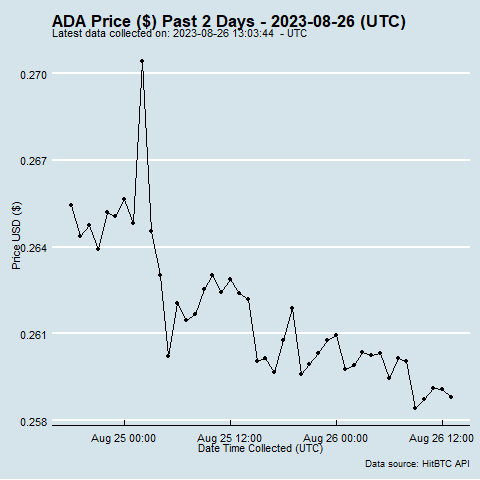 ADA Price ($) Past 2 Days - 2023-08-26 (UTC)
Latest data collected on: 2023-08-26 13:03:44 - UTC
0.270
0.267
0.264
0.261
0.258
Price USD ($)
Aug 25 00:00 Aug 25 12:00 Aug 26 00:00 Aug 26 12:00
Date Time Collected (UTC)
Data source: HitBTC API